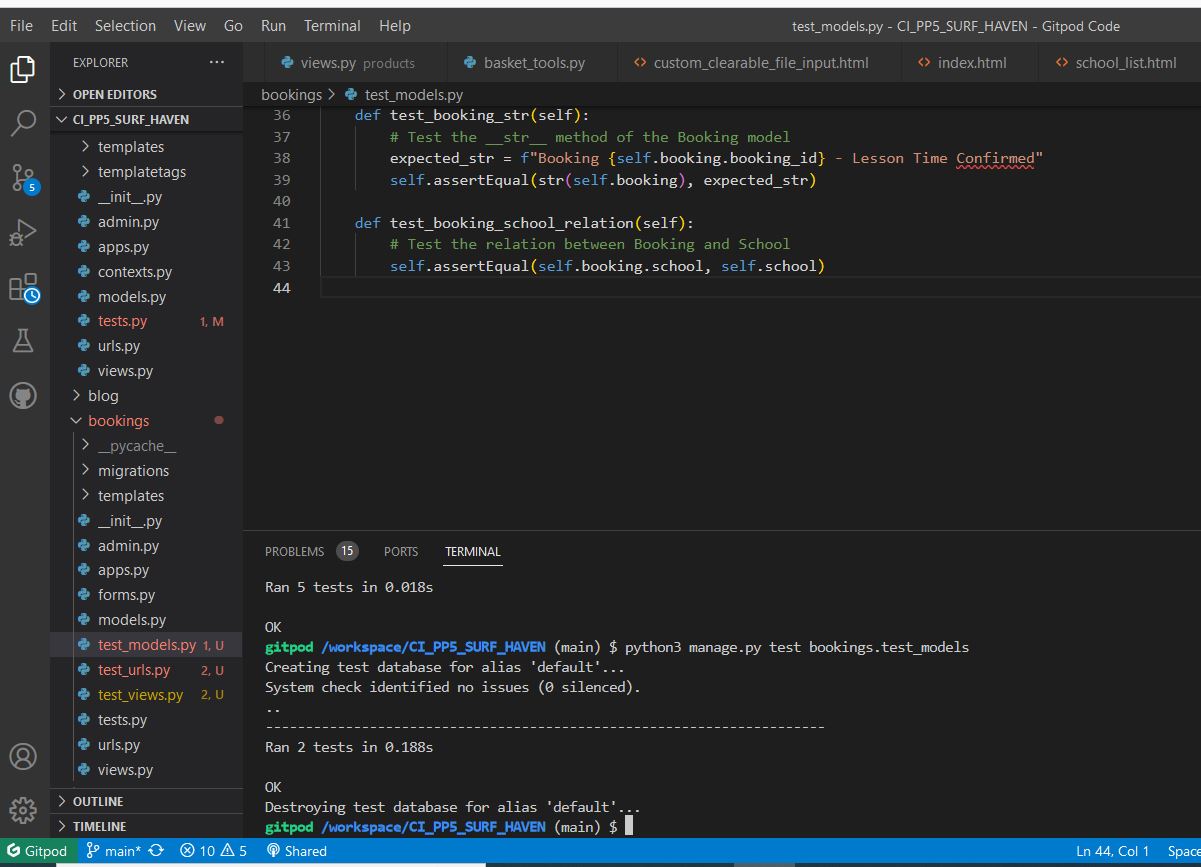 File Edit Selection View Go Run Terminal Help test_models.py - CI_PP5_SURF_HAVEN - Gitpod Code
EXPLORER ...
OPEN EDITORS
CI_PP5_SURF_HAVEN
templates
templatetags
__init__.py
admin.py
apps.py
contexts.py
models.py
tests.py 1, M
urls.py
views.py
blog
bookings
__pycache__
migrations
templates
__init__.py
admin.py
apps.py
forms.py
models.py
test_models.py 1, U
test_urls.py 2, U
test_views.py 2, U
tests.py
urls.py
views.py
OUTLINE
TIMELINE
5
views.py products basket_tools.py custom_clearable_file_input.html index.html school_list.html
bookings > test_models.py
36 def test_booking_str(self):
37 # Test the __str__ method of the Booking model
38 expected_str = f"Booking {self.booking.booking_id} - Lesson Time Confirmed"
39 self.assertEqual(str(self.booking), expected_str)
40
41 def test_booking_school_relation(self):
42 # Test the relation between Booking and School
43 self.assertEqual(self.booking.school, self.school)
44
PROBLEMS 15 PORTS TERMINAL
Ran 5 tests in 0.018s
OK
gitpod /workspace/CI_PP5_SURF_HAVEN (main) $ python3 manage.py test bookings.test_models
Creating test database for alias 'default'...
System check identified no issues (0 silenced).
..
----------------------------------------------------------------------
Ran 2 tests in 0.188s
OK
Destroying test database for alias 'default'...
gitpod /workspace/CI_PP5_SURF_HAVEN (main) $
Gitpod main* 10 5 Shared Ln 44, Col 1 Space